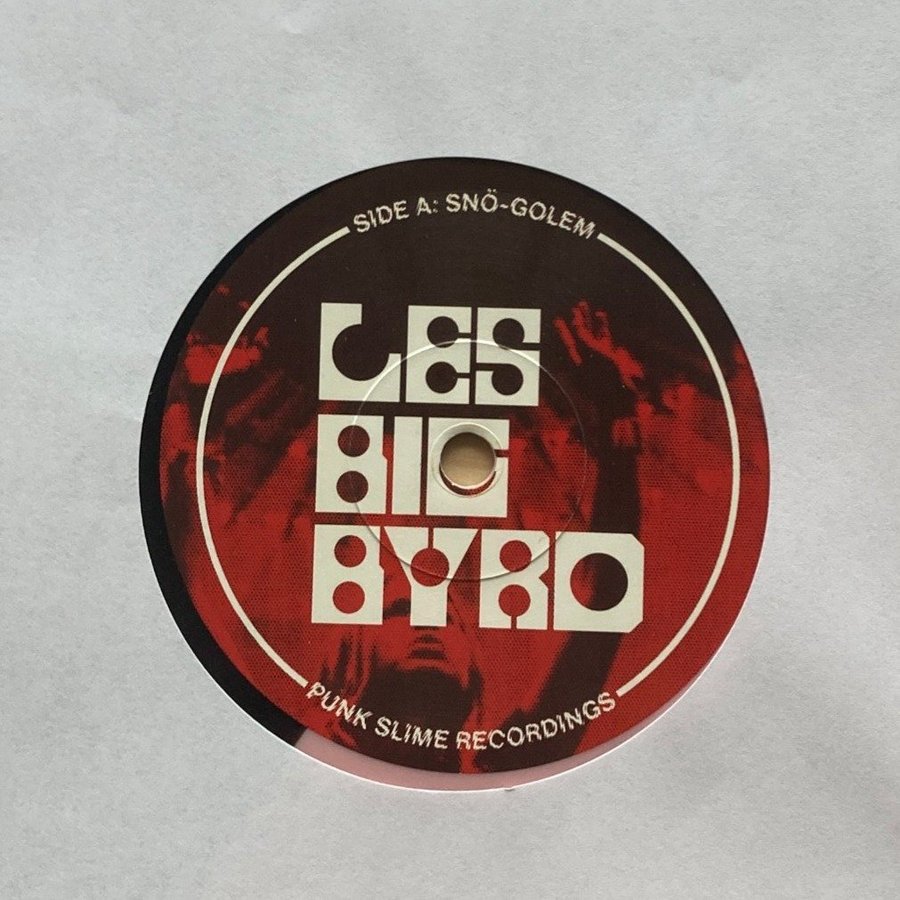 SIDE A: SNÖ-GOLEM
LES
BIG
BYRD
PUNK SLIME RECORDINGS